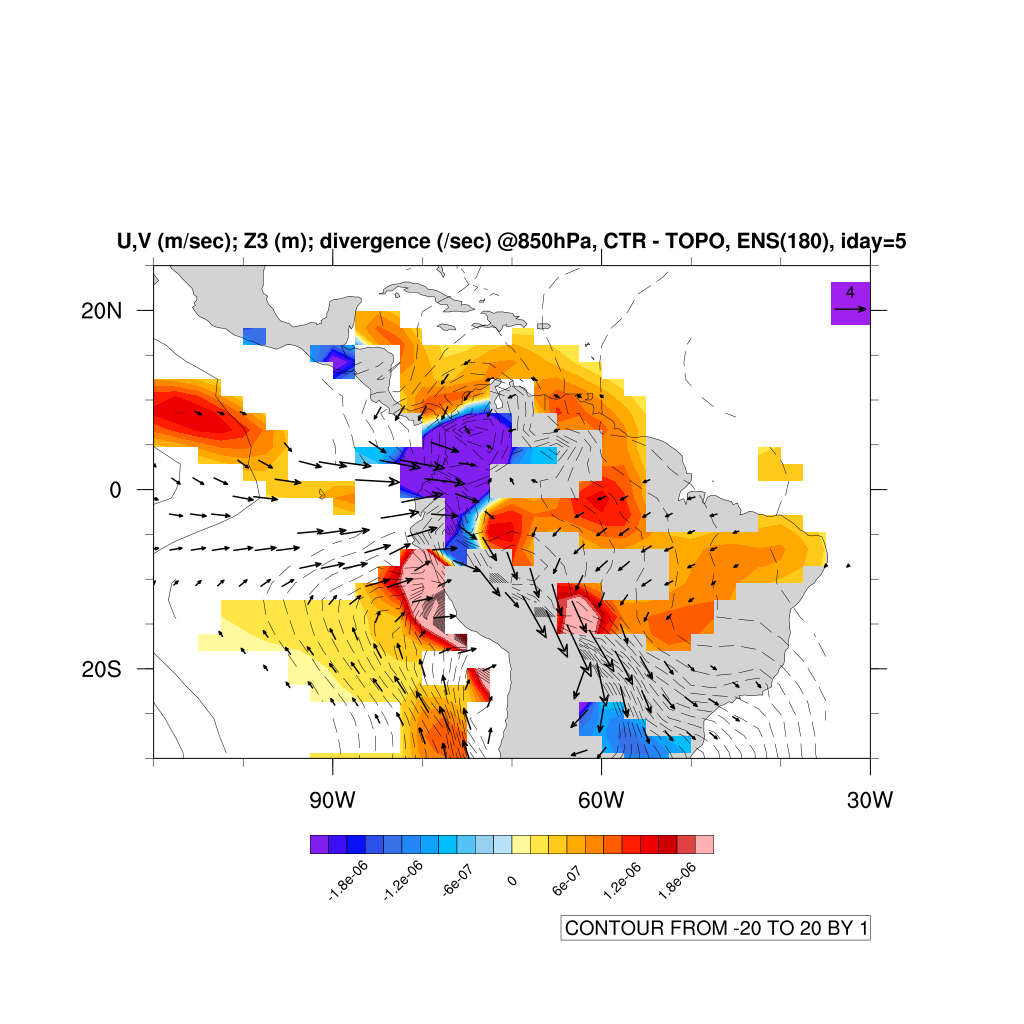 U,V (m/sec); Z3 (m); divergence (/sec) @850hPa, CTR - TOPO, ENS(180), iday=5
4
20N
0
20S
90W 60W 30W
-1.8e-06 -1.2e-06 -6e-07 0 6e-07 1.2e-06 1.8e-06
CONTOUR FROM -20 TO 20 BY 1